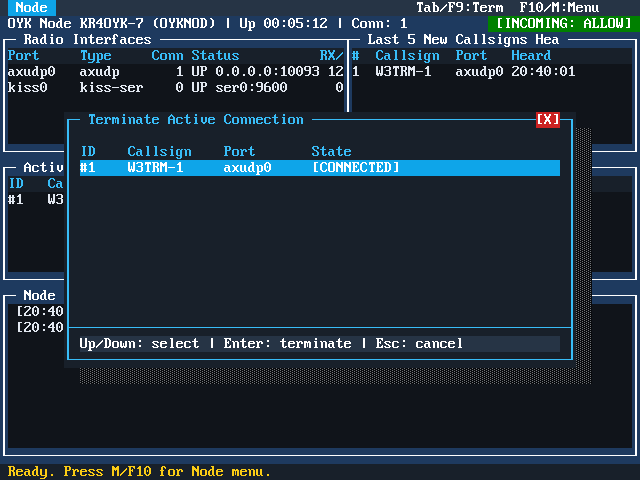 Node Tab/F9:Term F10/M:Menu
OYK Node KR4OYK-7 (OYKNOD) | Up 00:05:12 | Conn: 1 [INCOMING: ALLOW]
Radio Interfaces Last 5 New Callsigns Hea
Port Type Conn Status RX/ # Callsign Port Heard
axudp0 axudp 1 UP 0.0.0.0:10093 12 1 W3TRM-1 axudp0 20:40:01
kiss0 kiss-ser 0 UP ser0:9600 0
Terminate Active Connection [X]
ID Callsign Port State
#1 W3TRM-1 axudp0 [CONNECTED]
Activ
ID Ca
#1 W3
Node
[20:40
[20:40
Up/Down: select | Enter: terminate | Esc: cancel
Ready. Press M/F10 for Node menu.